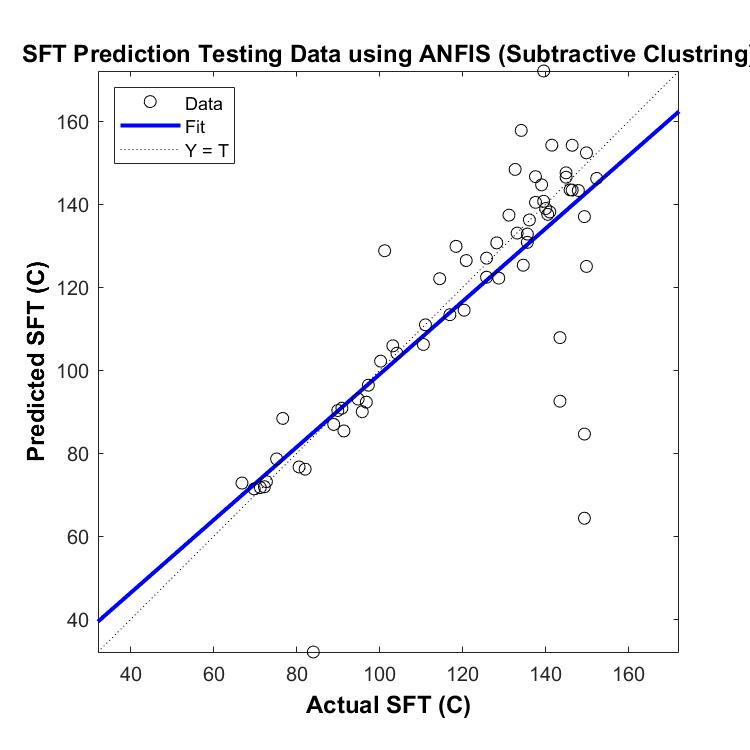 SFT Prediction Testing Data using ANFIS (Subtractive Clustring)
Data
Fit
Y = T
160
140
120
100
80
60
40
Predicted SFT (C)
40 60 80 100 120 140 160
Actual SFT (C)